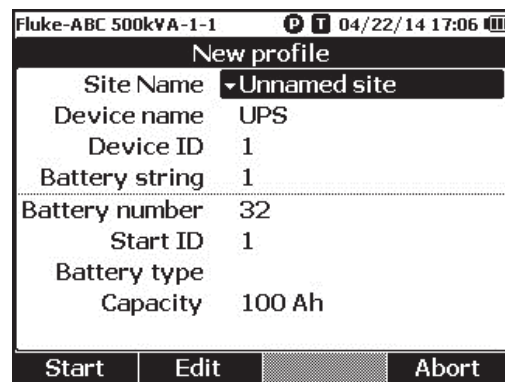 Fluke-ABC 500kVA-1-1 P T 04/22/14 17:06
New profile
Site Name Unnamed site
Device name UPS
Device ID 1
Battery string 1
Battery number 32
Start ID 1
Battery type
Capacity 100 Ah
Start Edit Abort